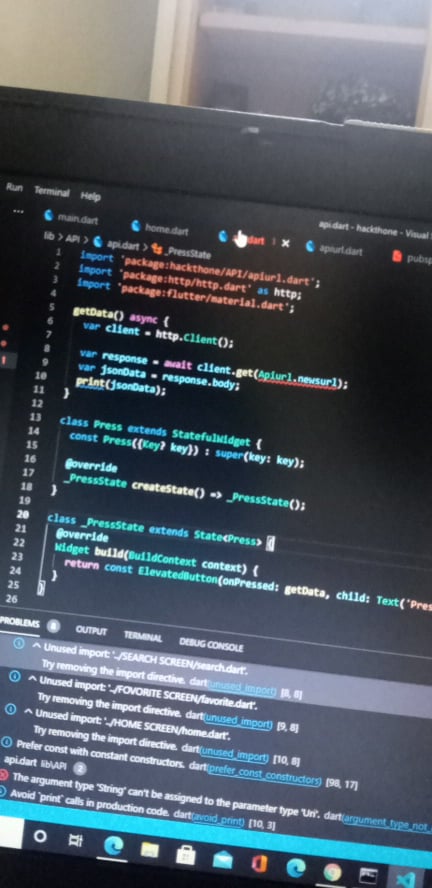 Run Terminal Help
api.dart - hackthone - Visual
main.dart home.dart apiurl.dart pubsp
lib > API > api.dart > _PressState
1 import 'package:hackthone/API/apiurl.dart';
2 import 'package:http/http.dart' as http;
3 import 'package:flutter/material.dart';
4
5 getData() async {
6 var client = http.Client();
7
8 var response = await client.get(Apiurl.newsurl);
9 var jsonData = response.body;
10 print(jsonData);
11 }
12
13 class Press extends StatefulWidget {
14 const Press({Key? key}) : super(key: key);
15
16 @override
17 _PressState createState() => _PressState();
18 }
19
20 class _PressState extends State<Press> {
21 @override
22 Widget build(BuildContext context) {
23 return const ElevatedButton(onPressed: getData, child: Text('Pres
24 }
25 }
26
PROBLEMS 8 OUTPUT TERMINAL DEBUG CONSOLE
Unused import: '../SEARCH SCREEN/search.dart'.
Try removing the import directive. dart(unused_import) [8, 8]
Unused import: '../FOVORITE SCREEN/favorite.dart'.
Try removing the import directive. dart(unused_import) [9, 8]
Unused import: '../HOME SCREEN/home.dart'.
Try removing the import directive. dart(unused_import) [10, 8]
Prefer const with constant constructors. dart(prefer_const_constructors) [98, 17]
api.dart lib\API 2
The argument type 'String' can't be assigned to the parameter type 'Uri'. dart(argument_type_not_
Avoid `print` calls in production code. dart(avoid_print) [10, 3]